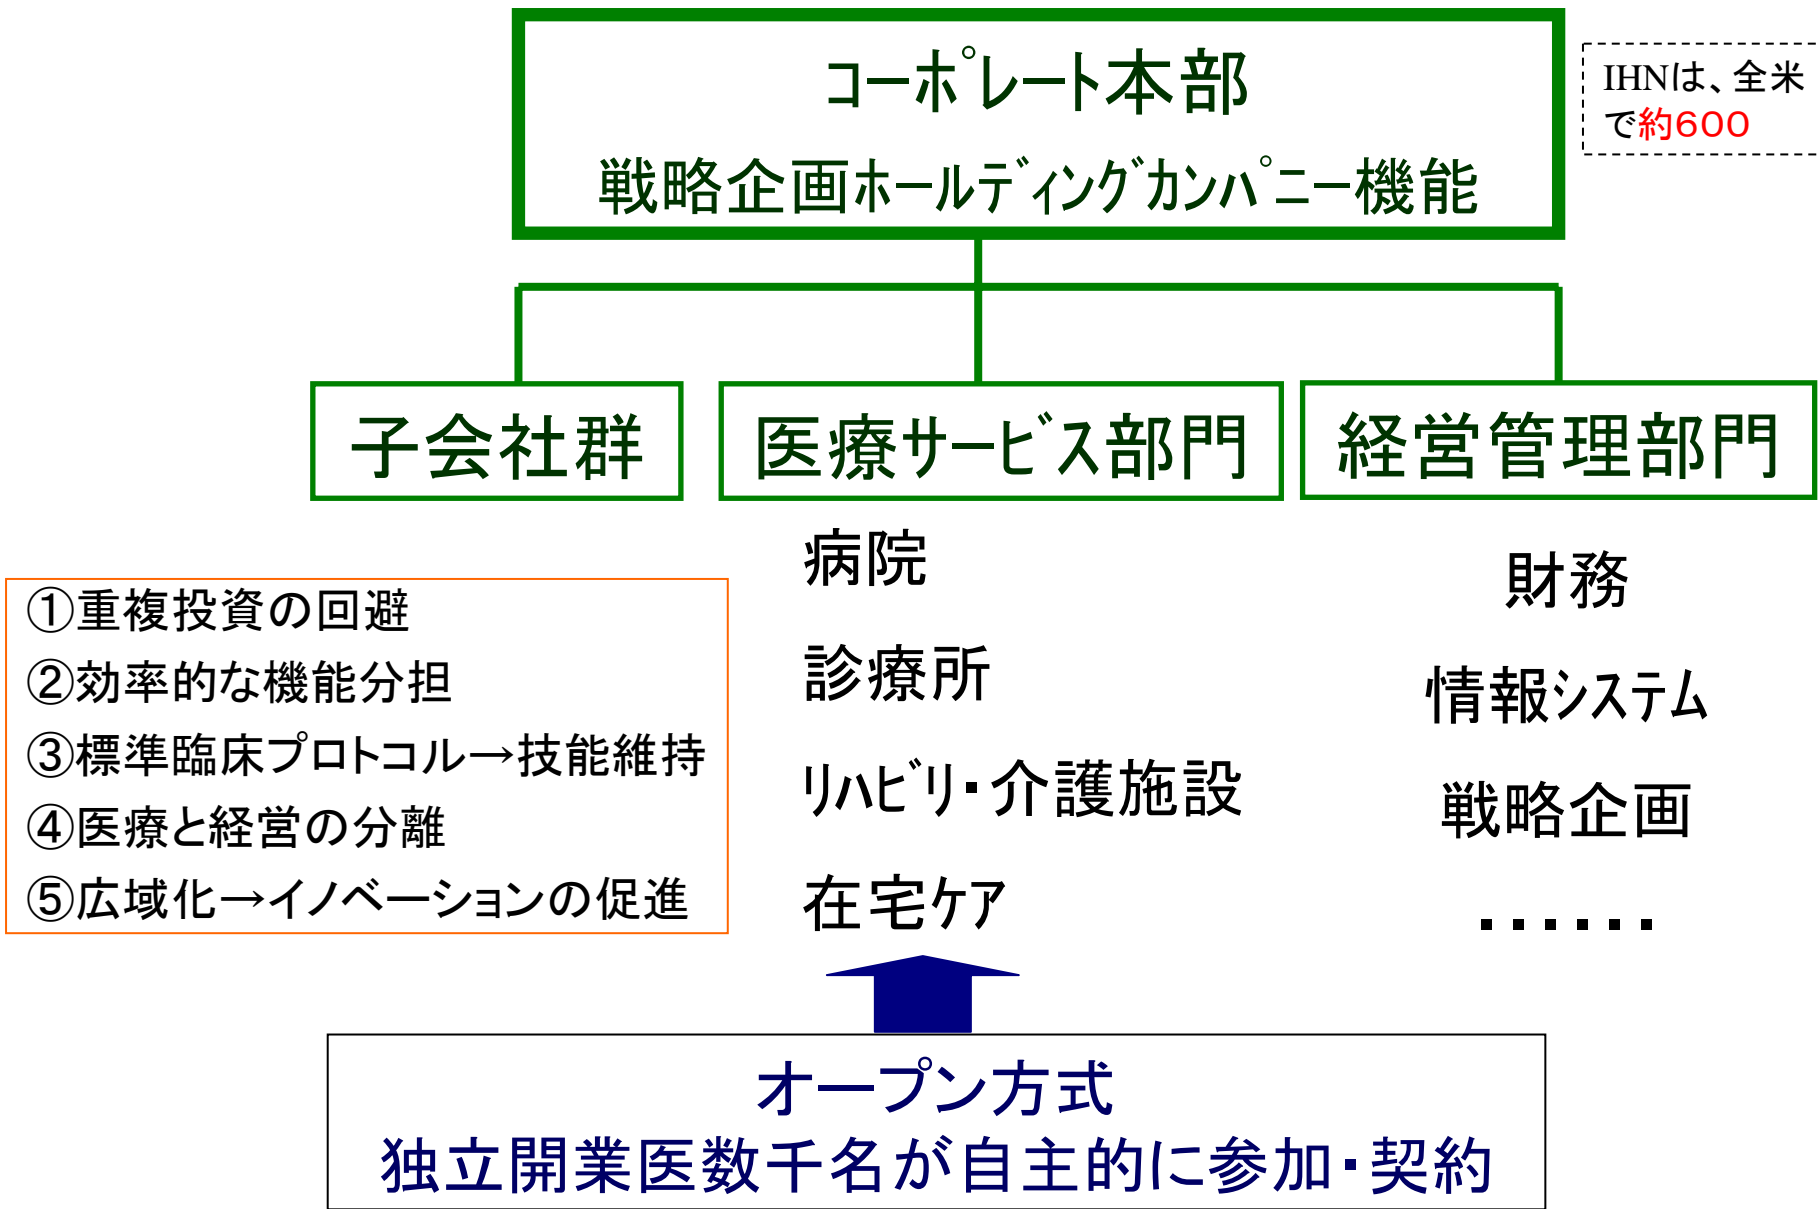 コーポレート本部
戦略企画ホールディングカンパニー機能
IHNは、全米
で約600
子会社群
医療サービス部門
経営管理部門
①重複投資の回避
②効率的な機能分担
③標準臨床プロトコル→技能維持
④医療と経営の分離
⑤広域化→イノベーションの促進
病院
診療所
リハビリ・介護施設
在宅ケア
財務
情報システム
戦略企画
・・・・・・
オープン方式
独立開業医数千名が自主的に参加・契約